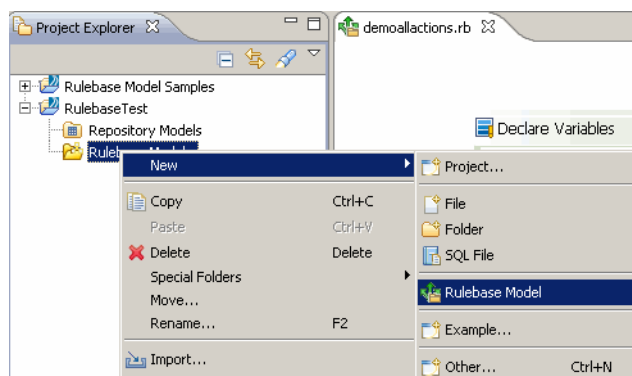 Project Explorer
demoallactions.rb
Rulebase Model Samples
RulebaseTest
Declare Variables
Repository Models
New
Project...
Copy Ctrl+C
File
Paste Ctrl+V
Folder
Delete Delete
SQL File
Special Folders
Rulebase Model
Move...
Rename... F2
Example...
Import...
Other... Ctrl+N